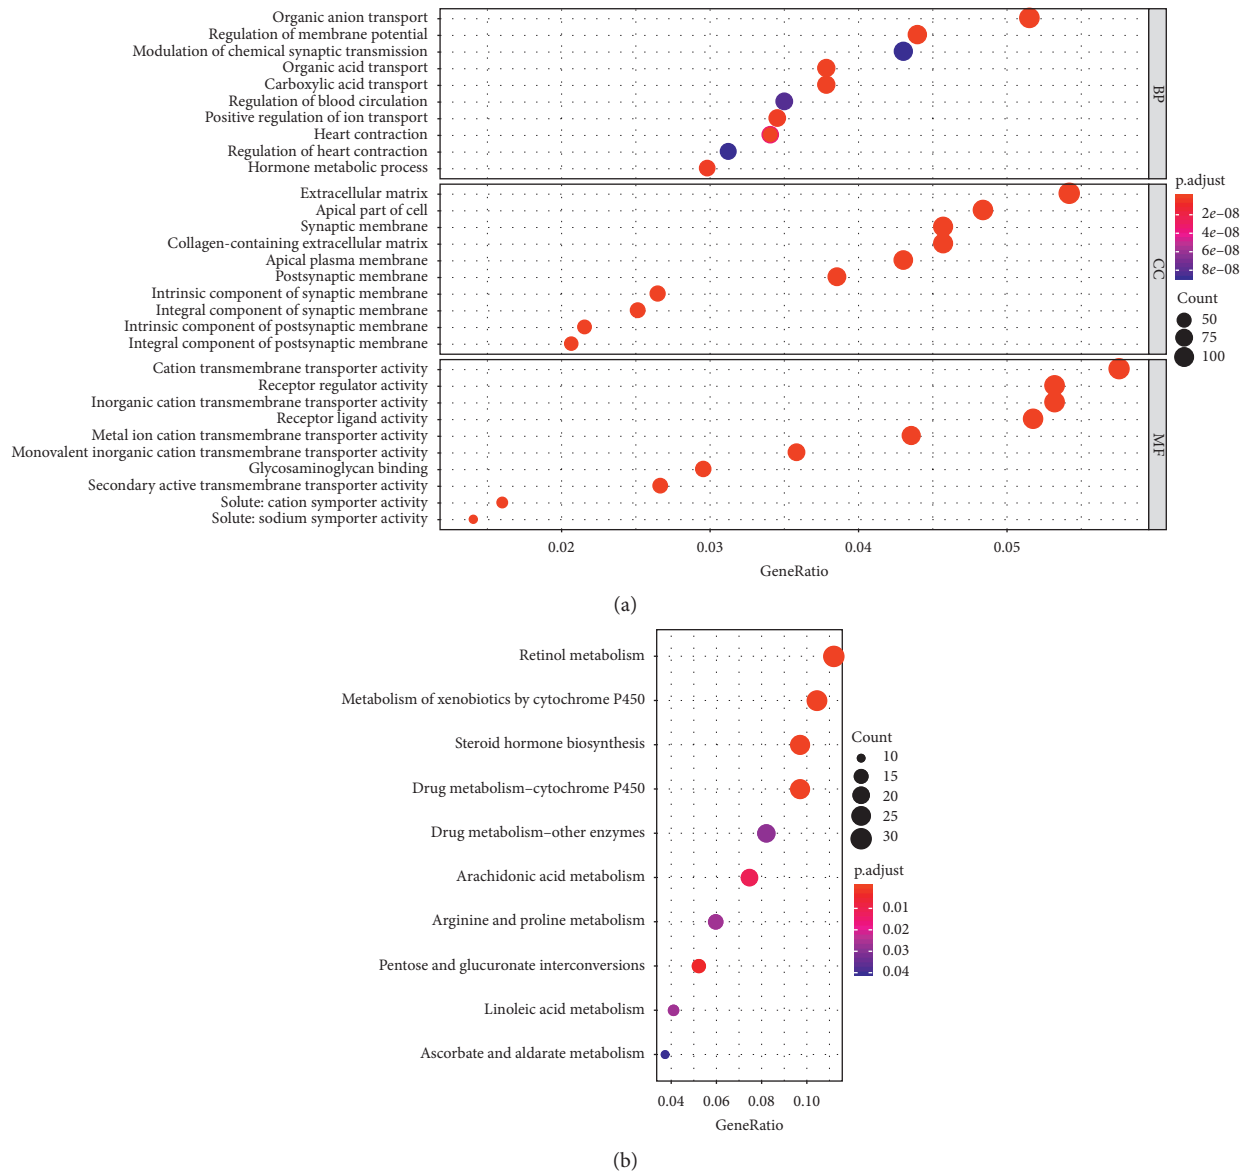 Organic anion transport
Regulation of membrane potential
Modulation of chemical synaptic transmission
Organic acid transport
Carboxylic acid transport
Regulation of blood circulation
Positive regulation of ion transport
Heart contraction
Regulation of heart contraction
Hormone metabolic process
BP
Extracellular matrix
Apical part of cell
Synaptic membrane
Collagen-containing extracellular matrix
Apical plasma membrane
Postsynaptic membrane
Intrinsic component of synaptic membrane
Integral component of synaptic membrane
Intrinsic component of postsynaptic membrane
Integral component of postsynaptic membrane
CC
Cation transmembrane transporter activity
Receptor regulator activity
Inorganic cation transmembrane transporter activity
Receptor ligand activity
Metal ion cation transmembrane transporter activity
Monovalent inorganic cation transmembrane transporter activity
Glycosaminoglycan binding
Secondary active transmembrane transporter activity
Solute: cation symporter activity
Solute: sodium symporter activity
MF
0.02 0.03 0.04 0.05
GeneRatio
p.adjust
2e–08
4e–08
6e–08
8e–08
Count
50
75
100
(a)
Retinol metabolism
Metabolism of xenobiotics by cytochrome P450
Steroid hormone biosynthesis
Drug metabolism–cytochrome P450
Drug metabolism–other enzymes
Arachidonic acid metabolism
Arginine and proline metabolism
Pentose and glucuronate interconversions
Linoleic acid metabolism
Ascorbate and aldarate metabolism
0.04 0.06 0.08 0.10
GeneRatio
Count
10
15
20
25
30
p.adjust
0.01
0.02
0.03
0.04
(b)